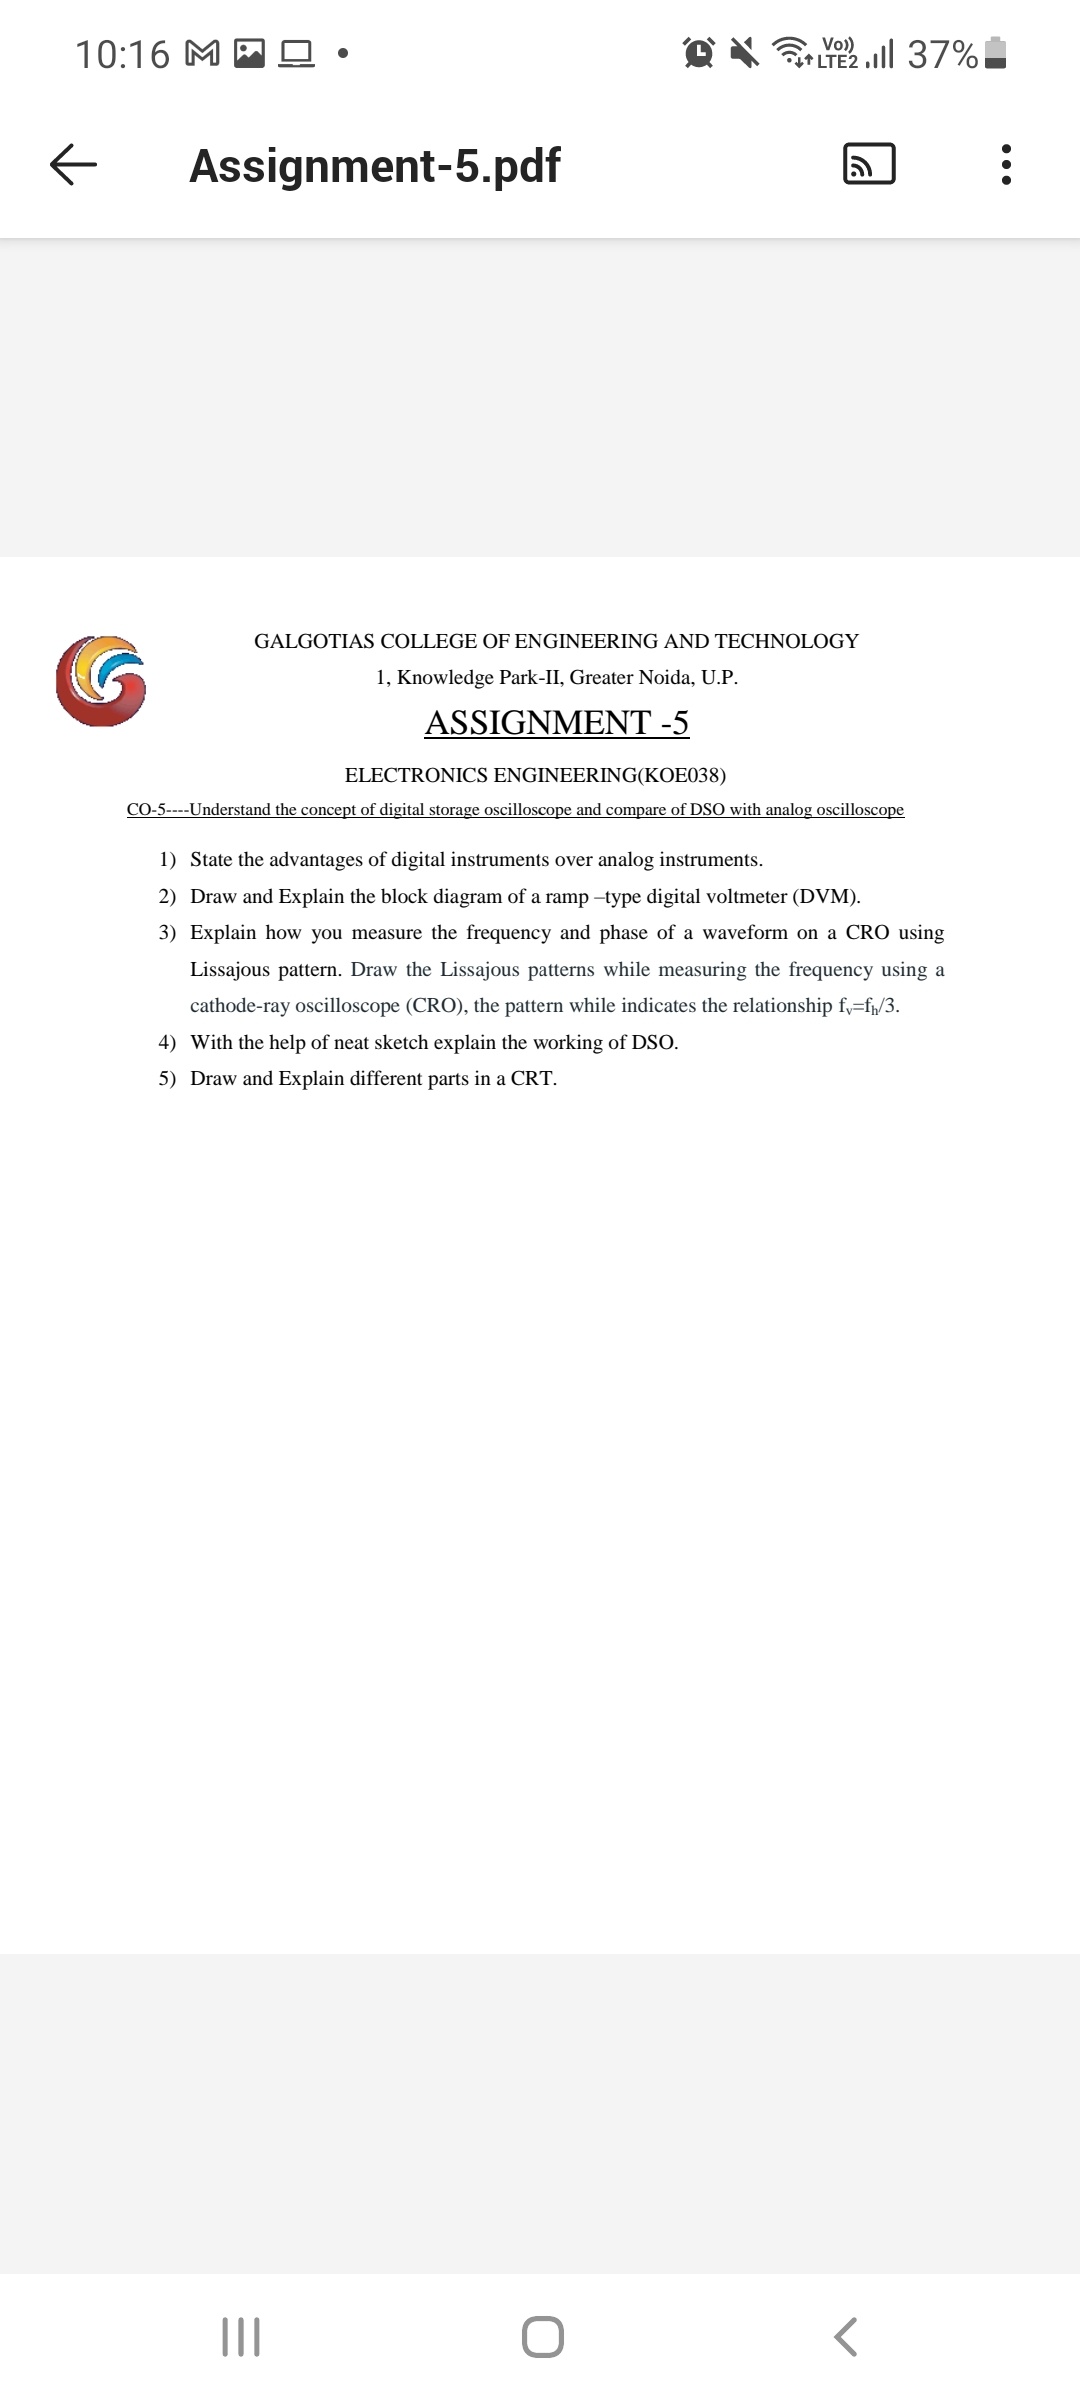 10:16
Vo))
LTE2
37%
Assignment-5.pdf
GALGOTIAS COLLEGE OF ENGINEERING AND TECHNOLOGY
1, Knowledge Park-II, Greater Noida, U.P.
ASSIGNMENT -5
ELECTRONICS ENGINEERING(KOE038)
CO-5----Understand the concept of digital storage oscilloscope and compare of DSO with analog oscilloscope
1) State the advantages of digital instruments over analog instruments.
2) Draw and Explain the block diagram of a ramp –type digital voltmeter (DVM).
3) Explain how you measure the frequency and phase of a waveform on a CRO using
Lissajous pattern. Draw the Lissajous patterns while measuring the frequency using a
cathode-ray oscilloscope (CRO), the pattern while indicates the relationship fv=fh/3.
4) With the help of neat sketch explain the working of DSO.
5) Draw and Explain different parts in a CRT.